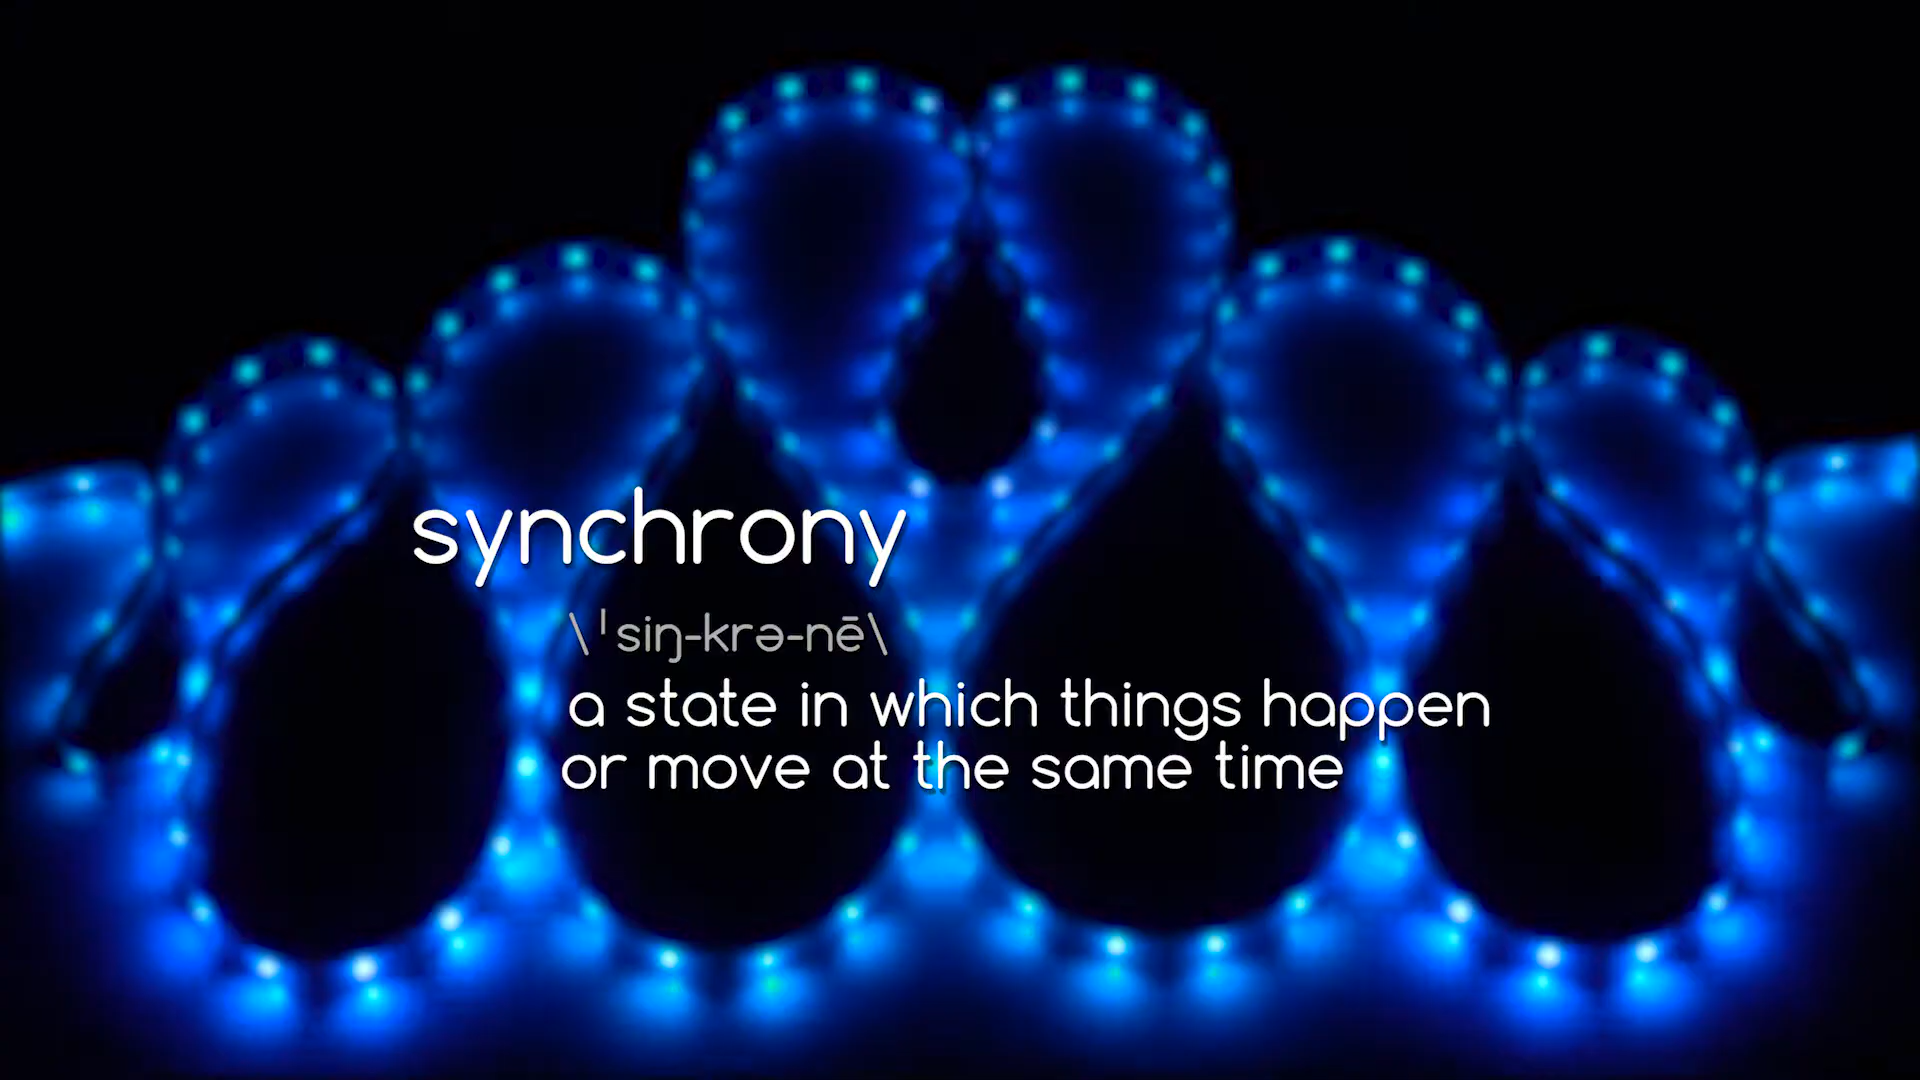 synchrony
\ˈsiŋ-krə-nē\
a state in which things happen
or move at the same time